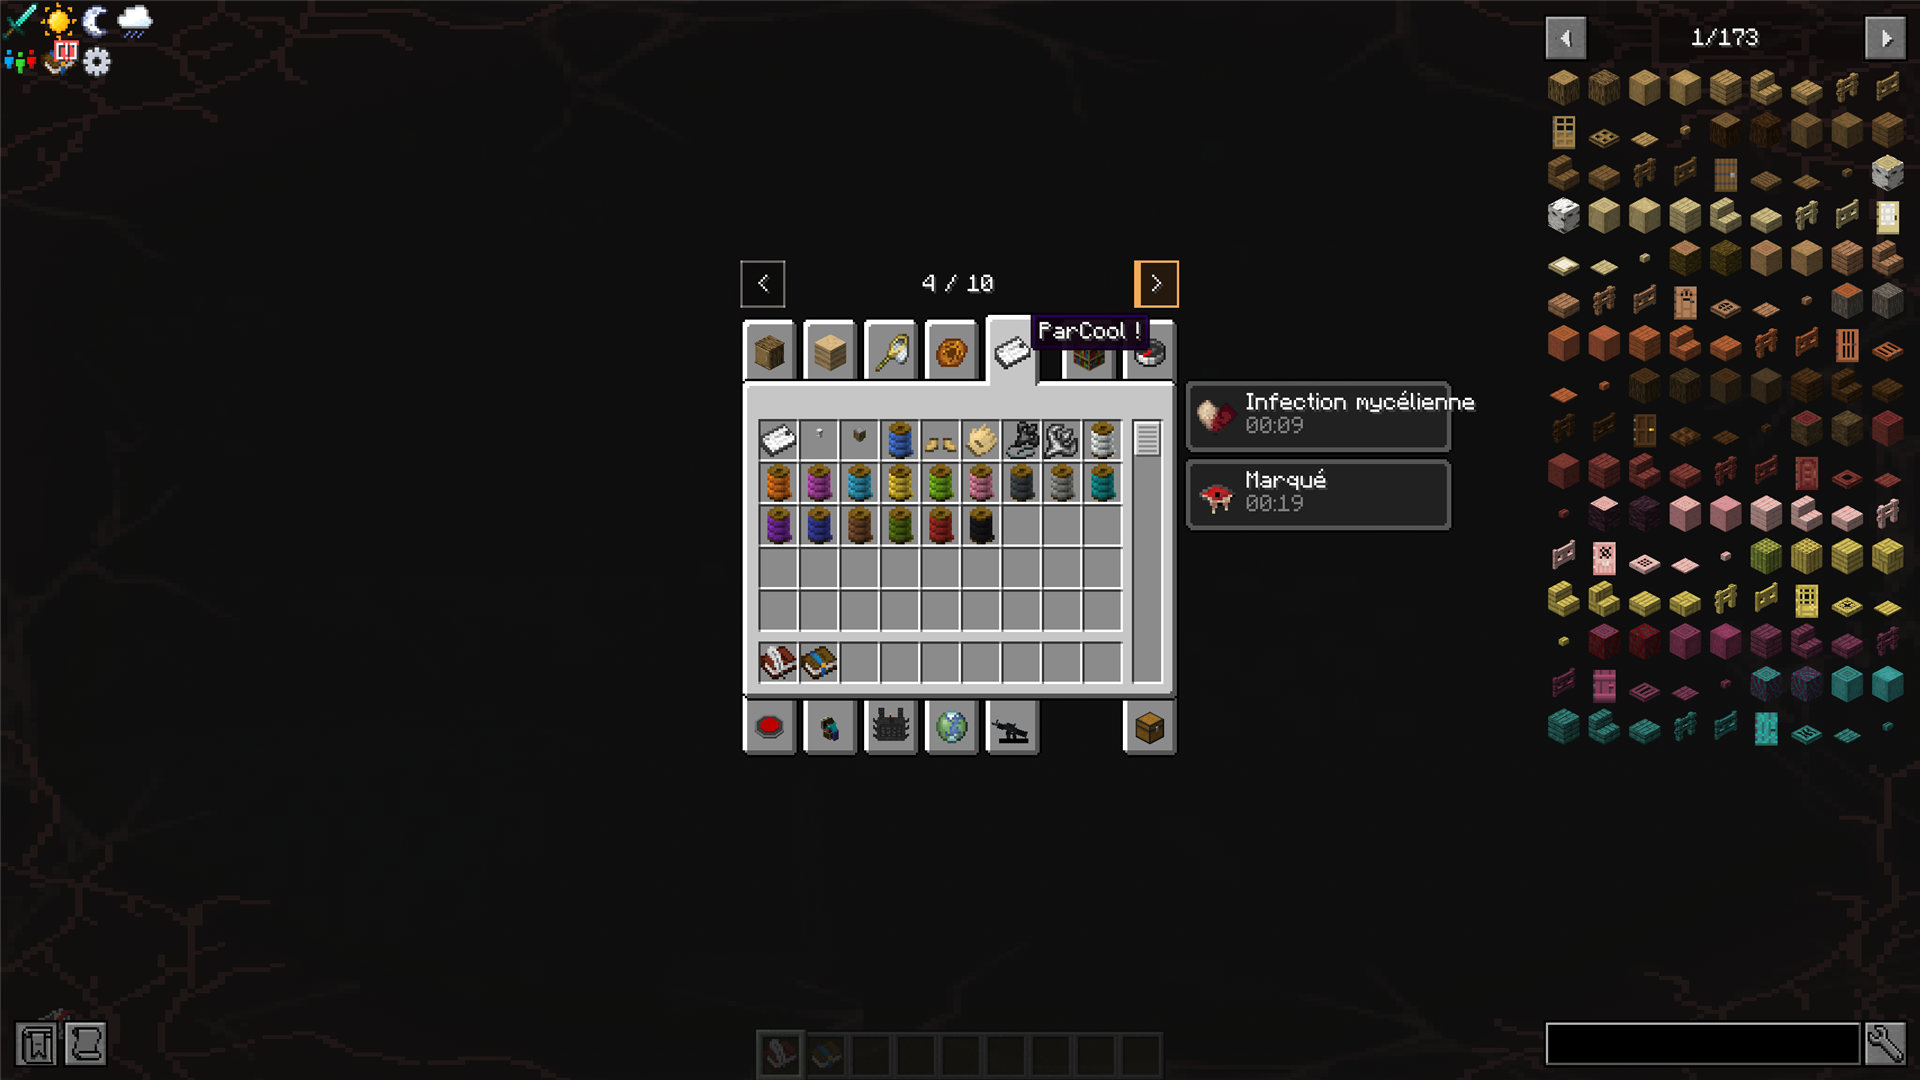 1/173
4 / 10
ParCool !
Infection mycélienne
00:09
Marqué
00:19